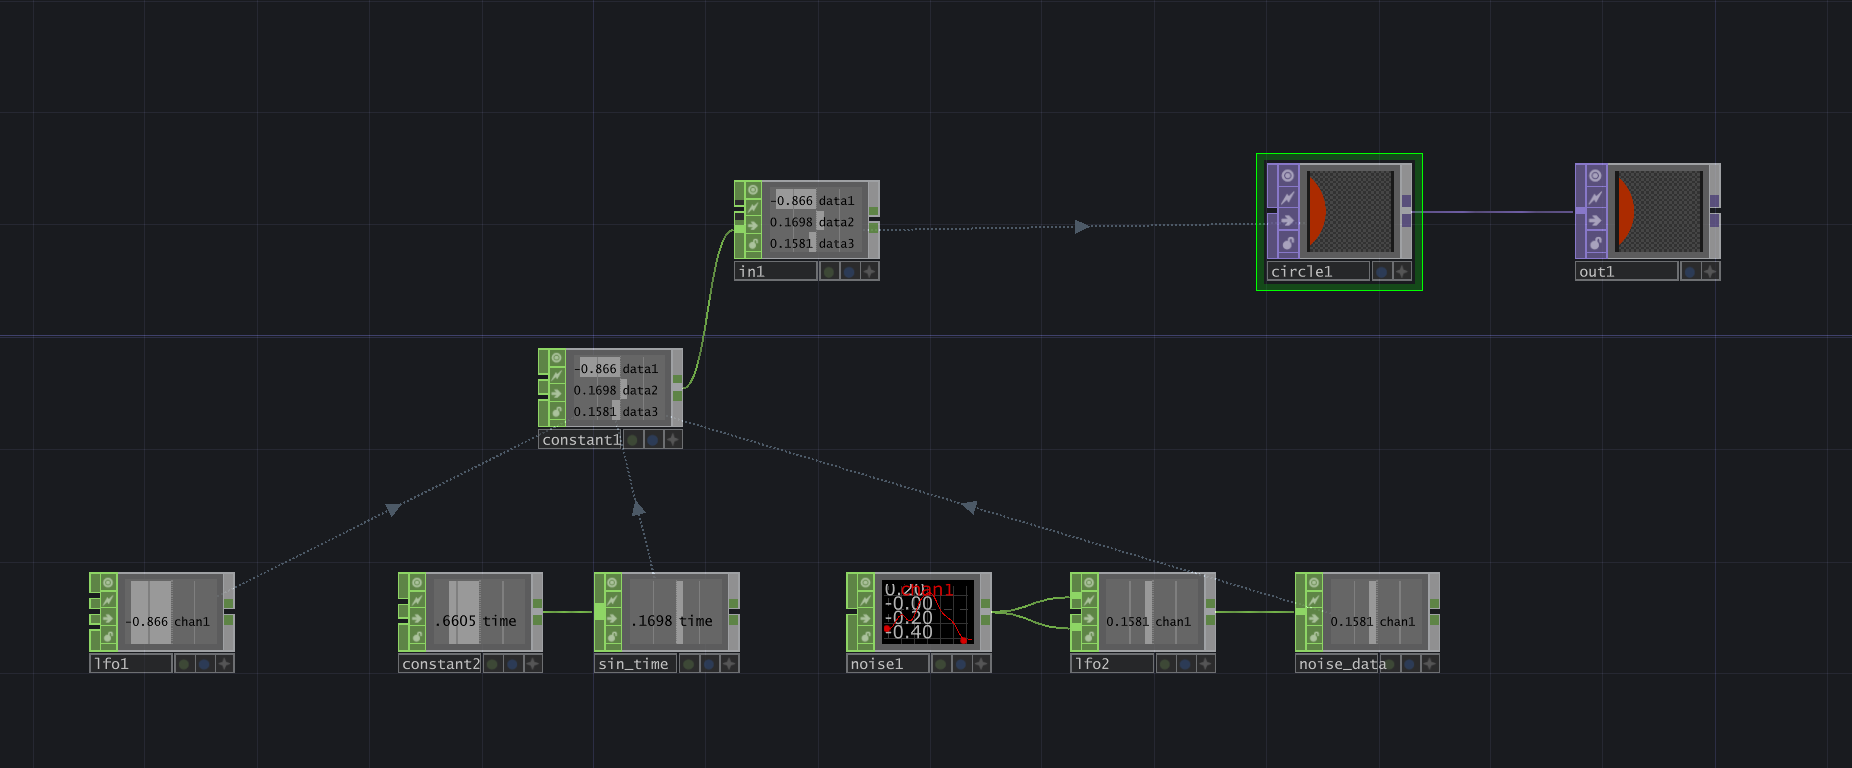 -0.866 data1
0.1698 data2
0.1581 data3
in1
circle1
out1
-0.866 data1
0.1698 data2
0.1581 data3
constant1
-0.866 chan1
lfo1
.6605 time
constant2
.1698 time
sin_time
0.20 chan1
-0.00
-0.20
-0.40
noise1
0.1581 chan1
lfo2
0.1581 chan1
noise_data